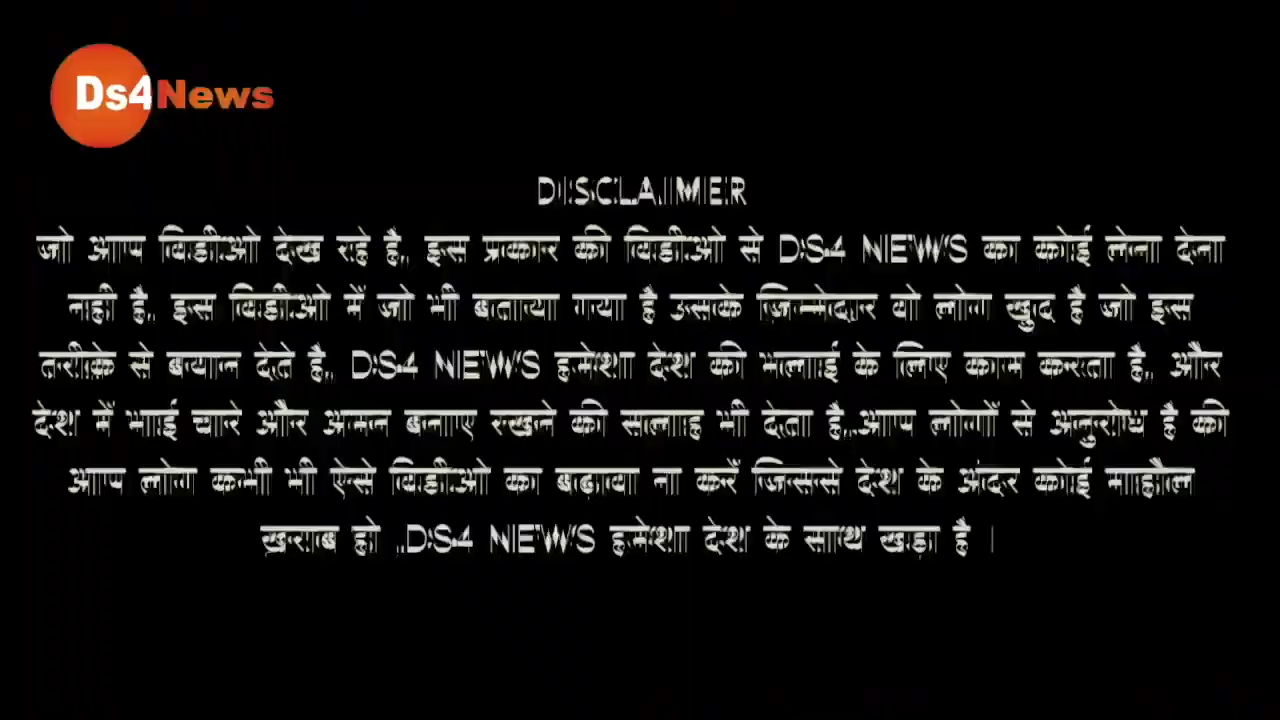 Ds4News
DISCLAIMER
जो आप विडीओ देख रहे है, इस प्रकार की विडीओ से DS4 NEWS का कोई लेना देना
नही है, इस विडीओ में जो भी बताया गया है उसके ज़िम्मेदार वो लोग खुद है जो इस
तरीक़े से बयान देते है, DS4 NEWS हमेशा देश की भलाई के लिए काम करता है, और
देश में भाई चारे और अमन बनाए रखने की सलाह भी देता है,.आप लोगों से अनुरोध है की
आप लोग कभी भी ऐसे विडीओ का बढ़ावा ना करें जिससे देश के अंदर कोई माहौल
ख़राब हो ,.DS4 NEWS हमेशा देश के साथ खड़ा है ।